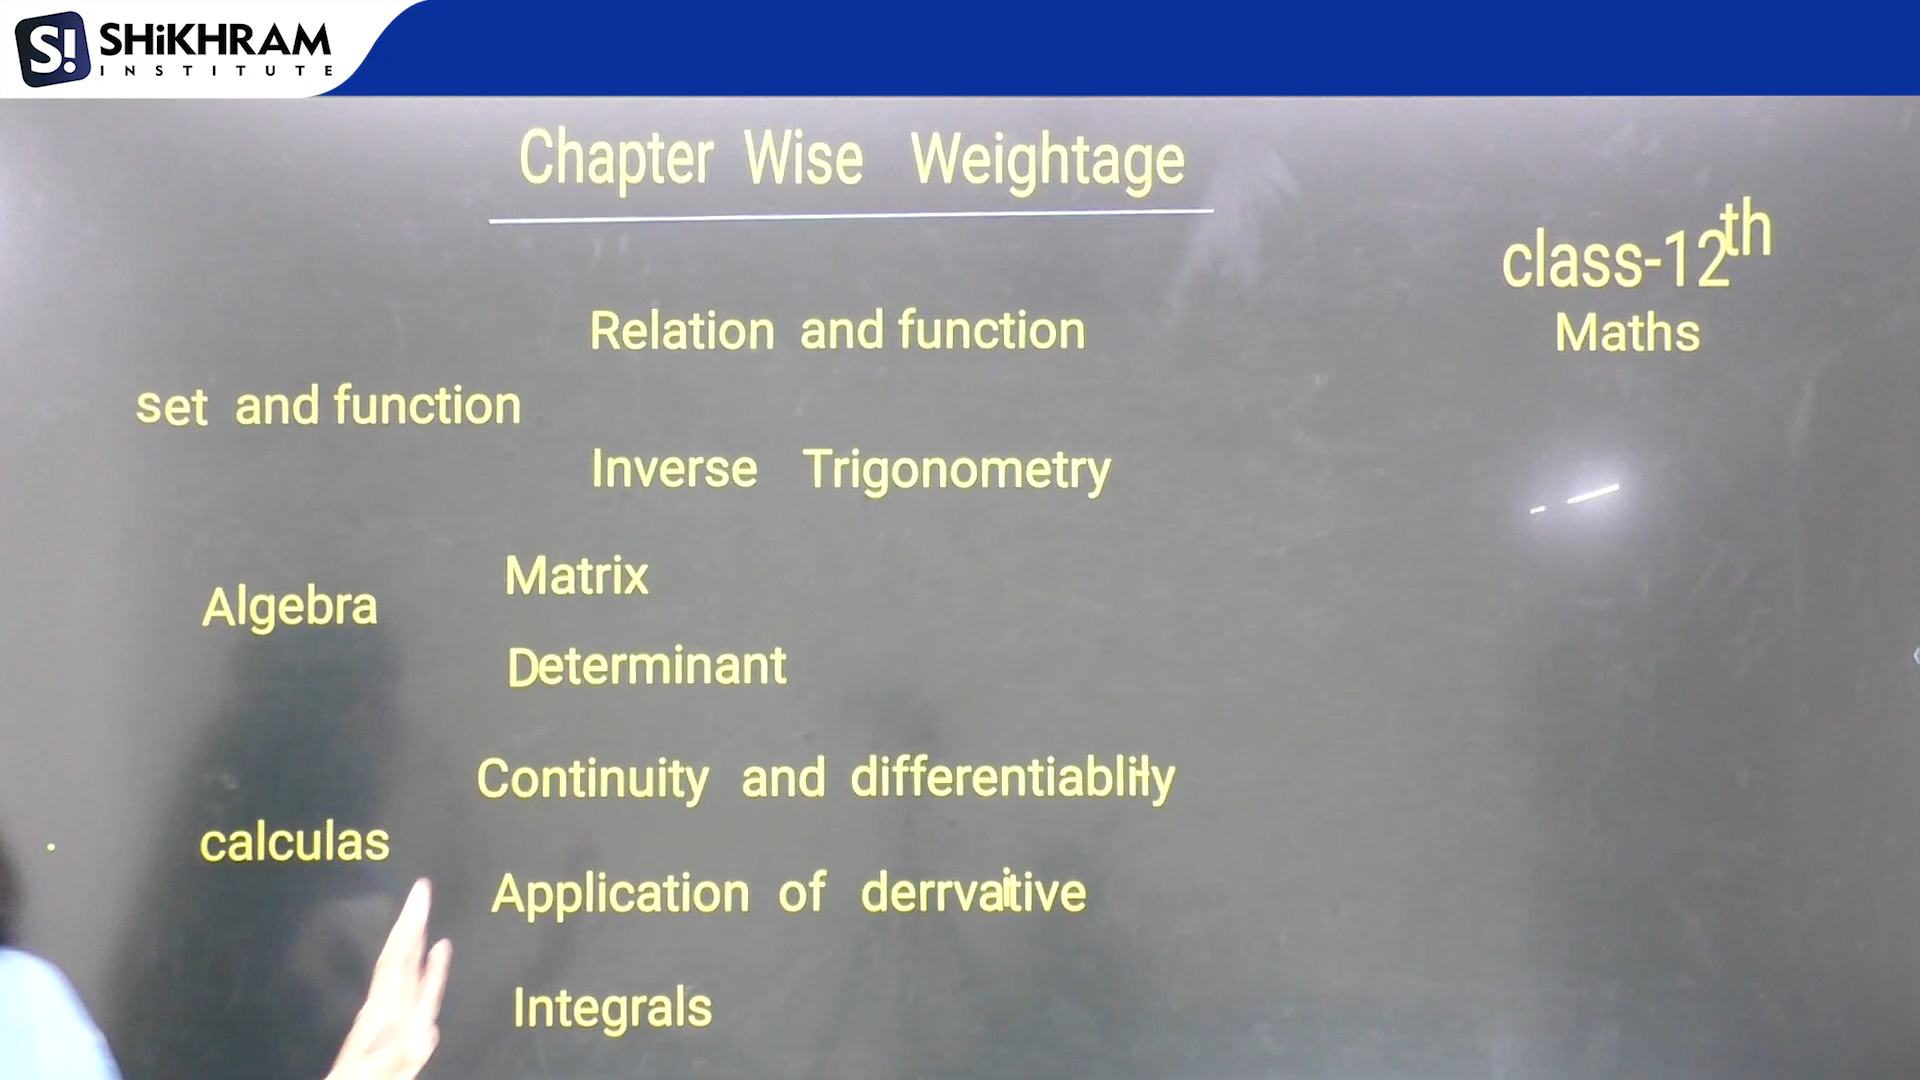 S! SHiKHRAM
INSTITUTE
Chapter Wise Weightage
class-12th
Maths
Relation and function
set and function
Inverse Trigonometry
Matrix
Algebra
Determinant
Continuity and differentiablity
calculas
Application of derrvaitive
Integrals